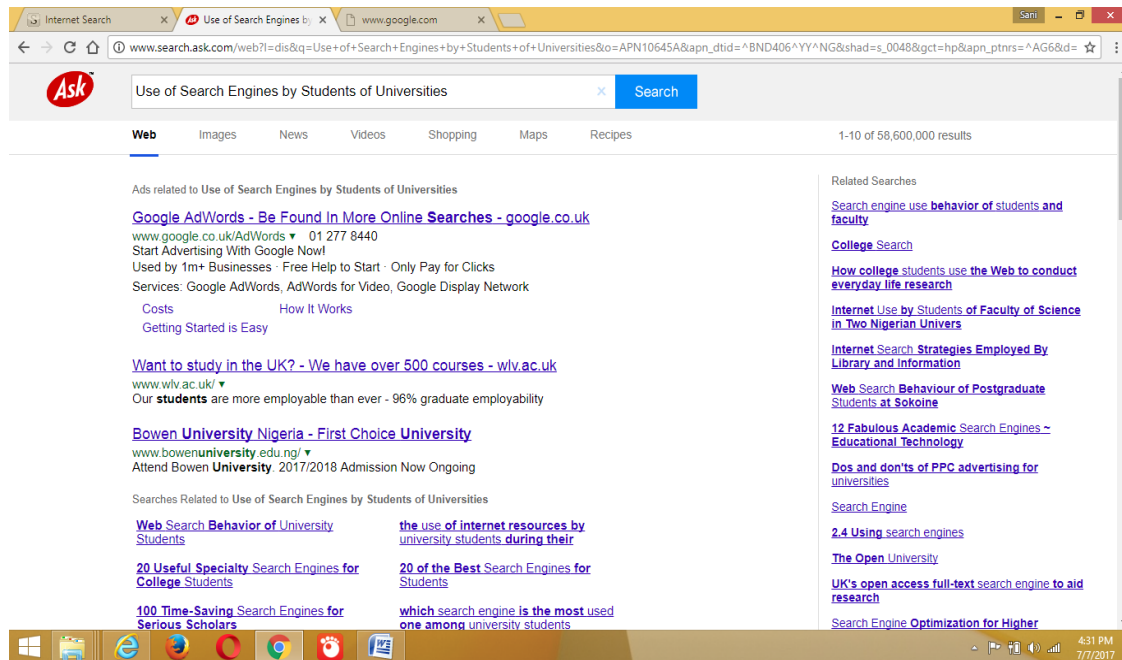 Internet Search
Use of Search Engines by
www.google.com
Sani
www.search.ask.com/web?l=dis&q=Use+of+Search+Engines+by+Students+of+Universities&o=APN10645A&apn_dtid=^BND406^YY^NG&shad=s_0048&gct=hp&apn_ptnrs=^AG6&d=
Ask
Use of Search Engines by Students of Universities
Search
Web Images News Videos Shopping Maps Recipes
1-10 of 58,600,000 results
Ads related to Use of Search Engines by Students of Universities
Google AdWords - Be Found In More Online Searches - google.co.uk
www.google.co.uk/AdWords ▾ 01 277 8440
Start Advertising With Google Now!
Used by 1m+ Businesses · Free Help to Start · Only Pay for Clicks
Services: Google AdWords, AdWords for Video, Google Display Network
Costs How It Works
Getting Started is Easy
Want to study in the UK? - We have over 500 courses - wlv.ac.uk
www.wlv.ac.uk/ ▾
Our students are more employable than ever - 96% graduate employability
Bowen University Nigeria - First Choice University
www.bowenuniversity.edu.ng/ ▾
Attend Bowen University. 2017/2018 Admission Now Ongoing
Searches Related to Use of Search Engines by Students of Universities
Web Search Behavior of University
Students
20 Useful Specialty Search Engines for
College Students
100 Time-Saving Search Engines for
Serious Scholars
the use of internet resources by
university students during their
20 of the Best Search Engines for
Students
which search engine is the most used
one among university students
Related Searches
Search engine use behavior of students and
faculty
College Search
How college students use the Web to conduct
everyday life research
Internet Use by Students of Faculty of Science
in Two Nigerian Univers
Internet Search Strategies Employed By
Library and Information
Web Search Behaviour of Postgraduate
Students at Sokoine
12 Fabulous Academic Search Engines ~
Educational Technology
Dos and don'ts of PPC advertising for
universities
Search Engine
2.4 Using search engines
The Open University
UK's open access full-text search engine to aid
research
Search Engine Optimization for Higher
4:31 PM
7/7/2017